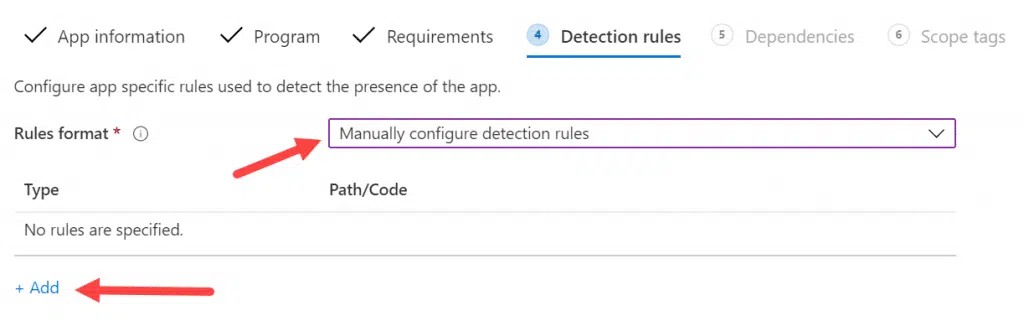 App information Program Requirements 4 Detection rules 5 Dependencies 6 Scope tags
Configure app specific rules used to detect the presence of the app.
Rules format * Manually configure detection rules
Type Path/Code
No rules are specified.
+ Add